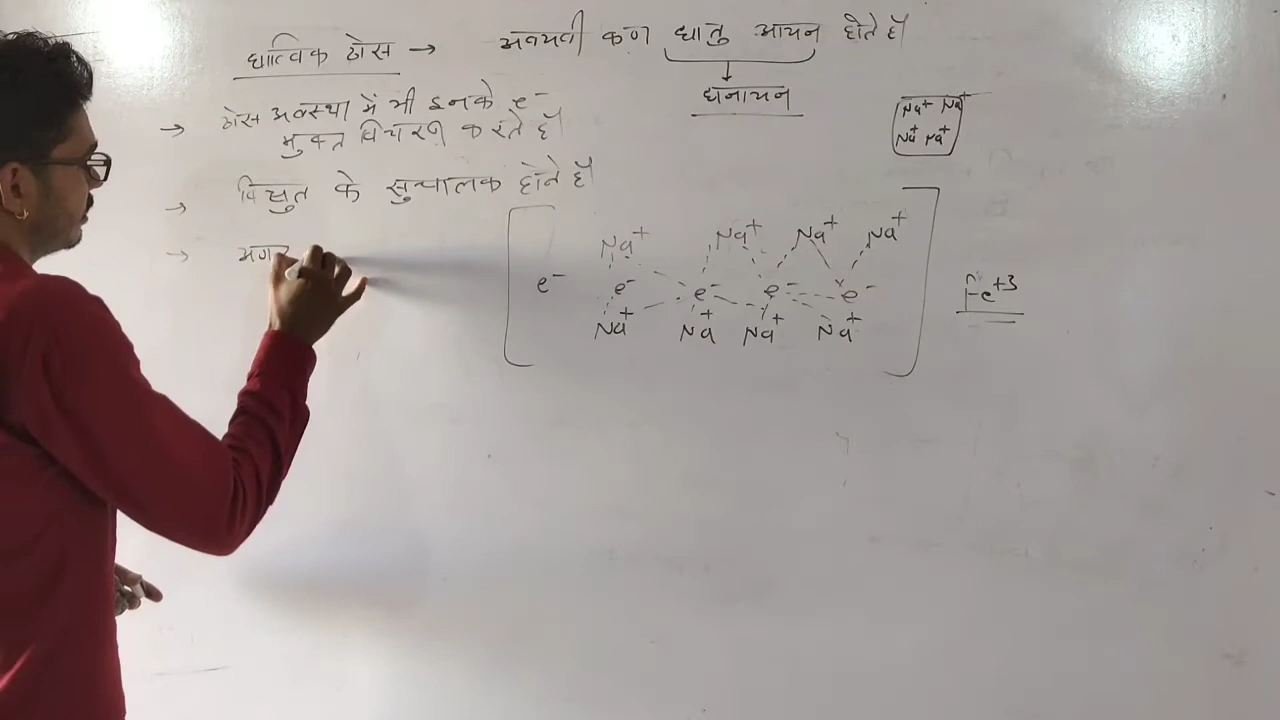 धात्विक ठोस → अवयवी कण धातु आयन होते हैं
धनायन
→ ठोस अवस्था में भी इनके e⁻
मुक्त विचरण करते हैं
→ विद्युत के सुचालक होते हैं
→ अगर
Na⁺ Na⁺
Na⁺ Na⁺
Na⁺ Na⁺ Na⁺ Na⁺
e⁻ e⁻ e⁻ e⁻ e⁻
Na⁺ Na⁺ Na⁺ Na⁺
Fe⁺³